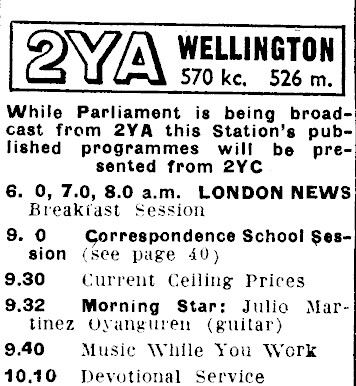 2YA WELLINGTON
570 kc. 526 m.
While Parliament is being broad-
cast from 2YA this Station's pub-
lished programmes will be pre-
sented from 2YC
6. 0, 7.0, 8.0 a.m. LONDON NEWS
Breakfast Session
9. 0 Correspondence School Ses-
sion (see page 40)
9.30 Current Ceiling Prices
9.32 Morning Star: Julio Mar-
tinez Oyanguren (guitar)
9.40 Music While You Work
10.10 Devotional Service